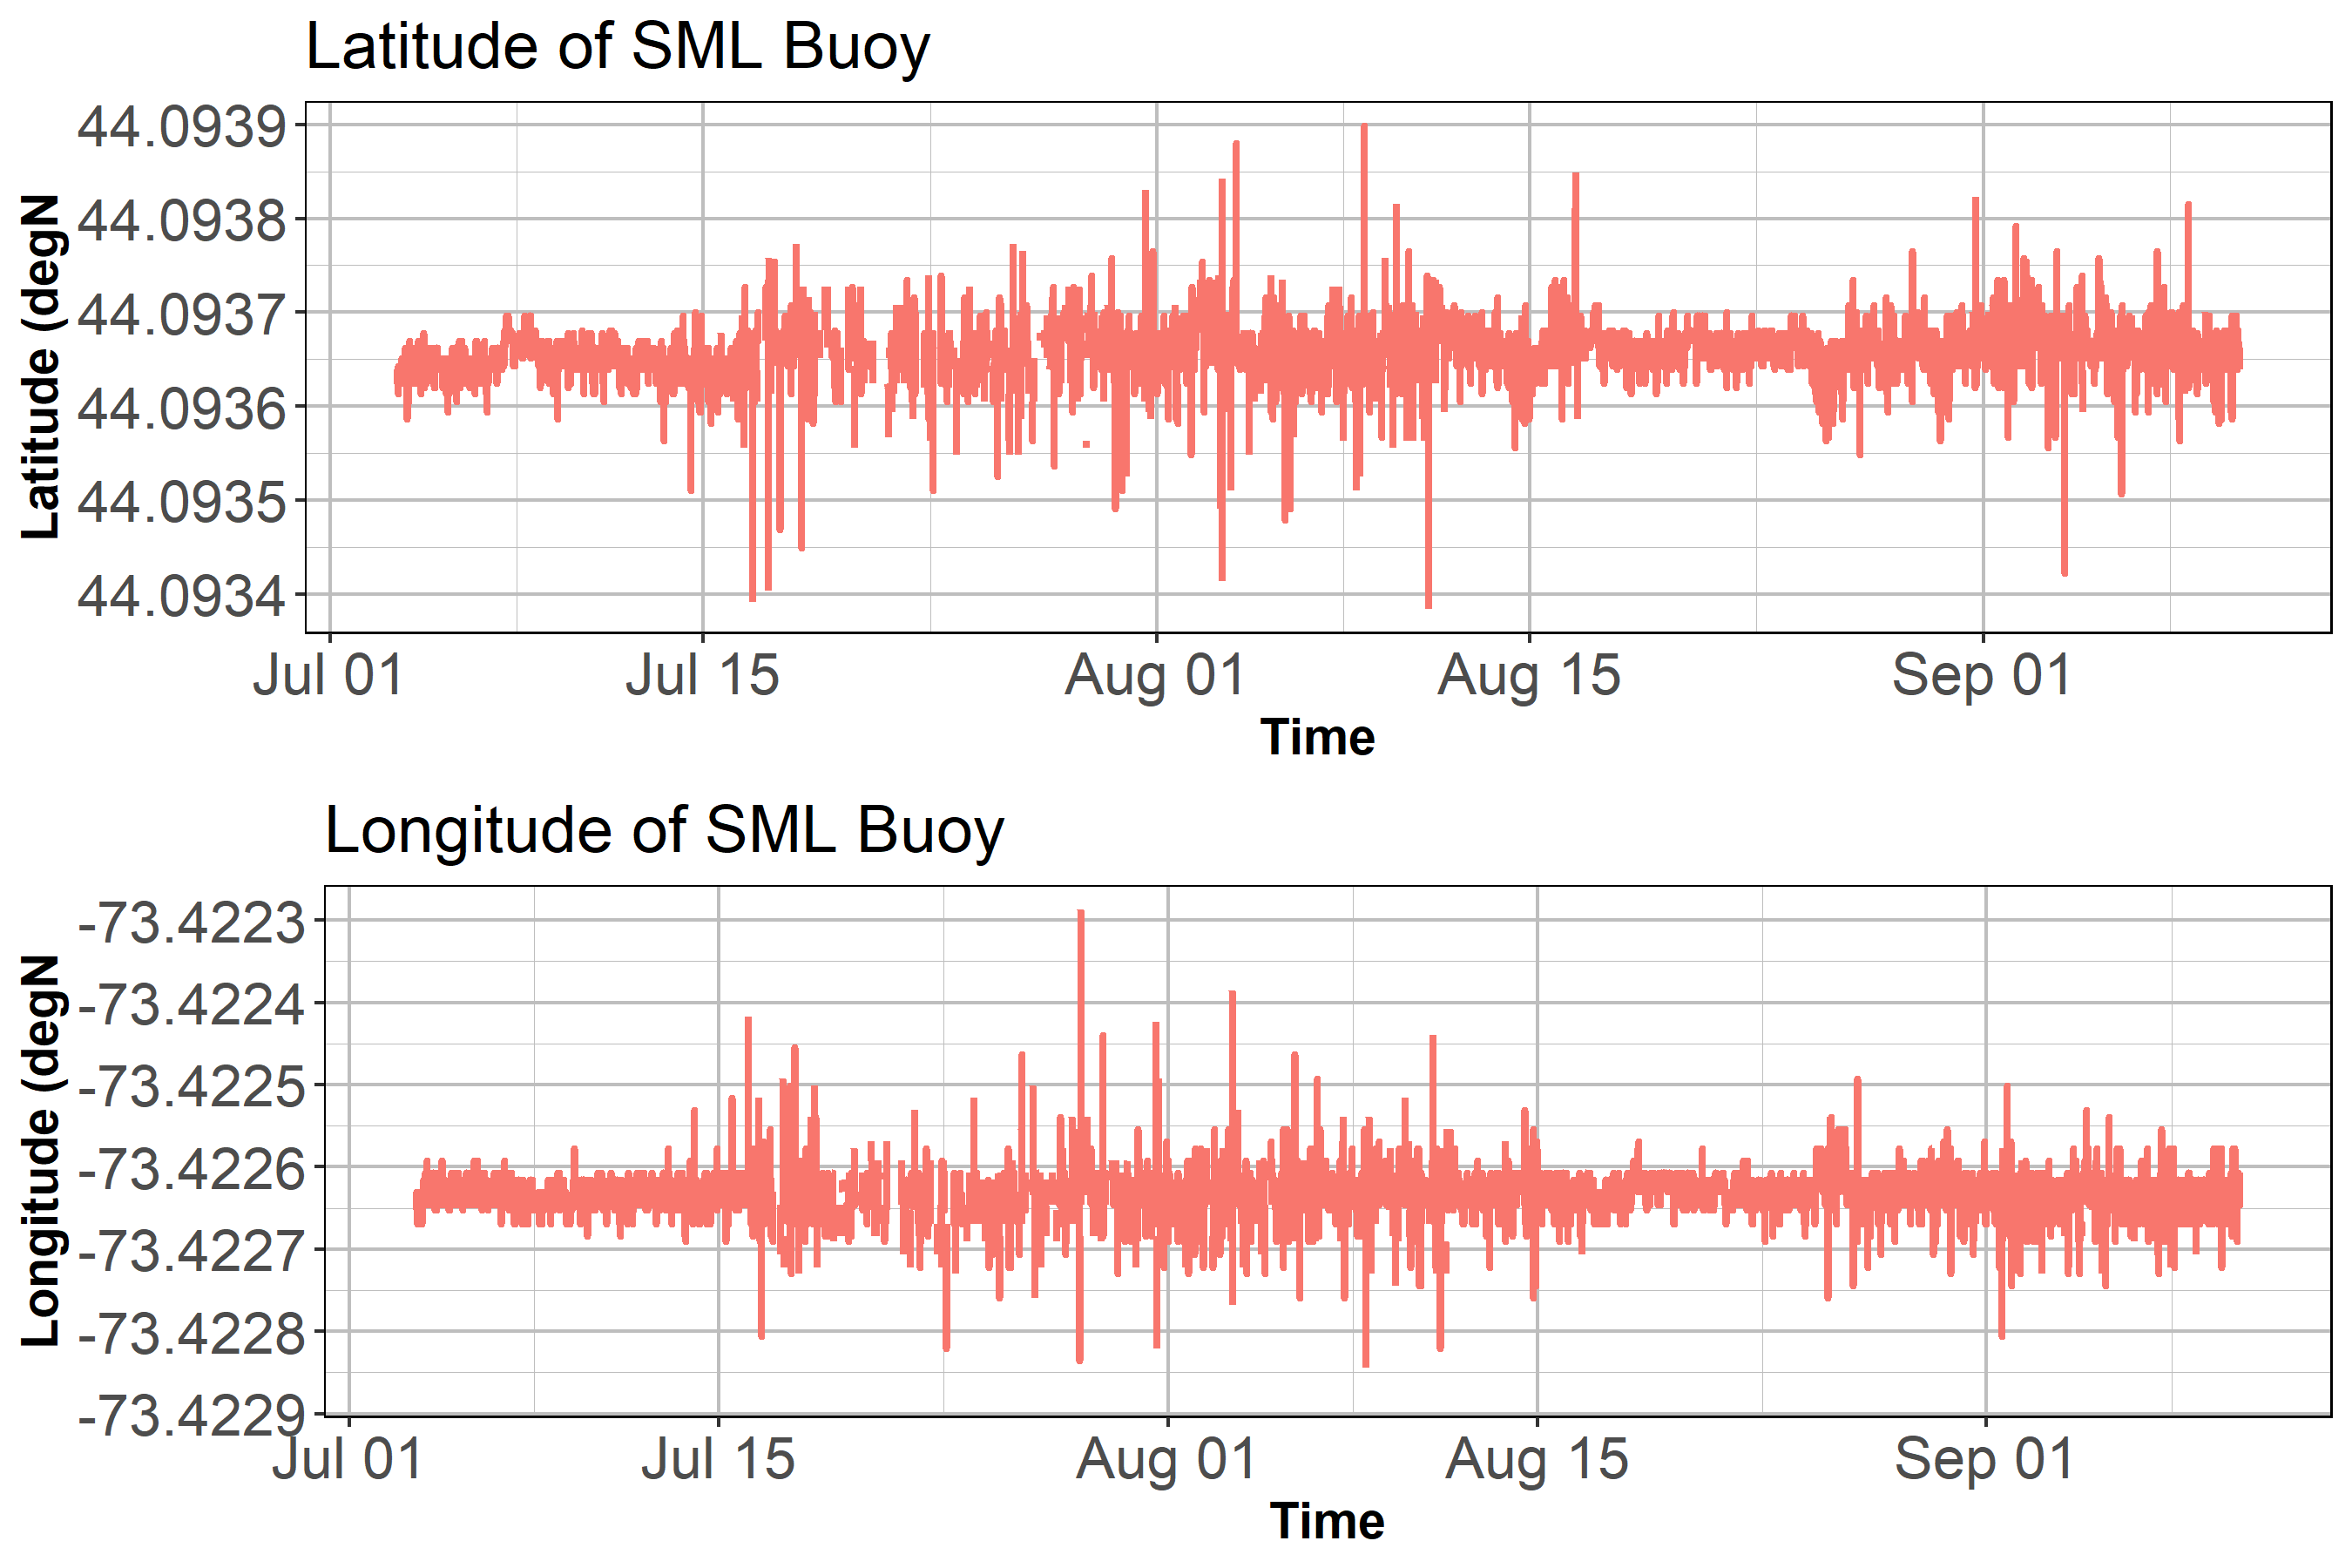 Latitude of SML Buoy
44.0939
44.0938
44.0937
44.0936
44.0935
44.0934
Latitude (degN
Jul 01 Jul 15 Aug 01 Aug 15 Sep 01
Time
Longitude of SML Buoy
-73.4223
-73.4224
-73.4225
-73.4226
-73.4227
-73.4228
-73.4229
Longitude (degN
Jul 01 Jul 15 Aug 01 Aug 15 Sep 01
Time